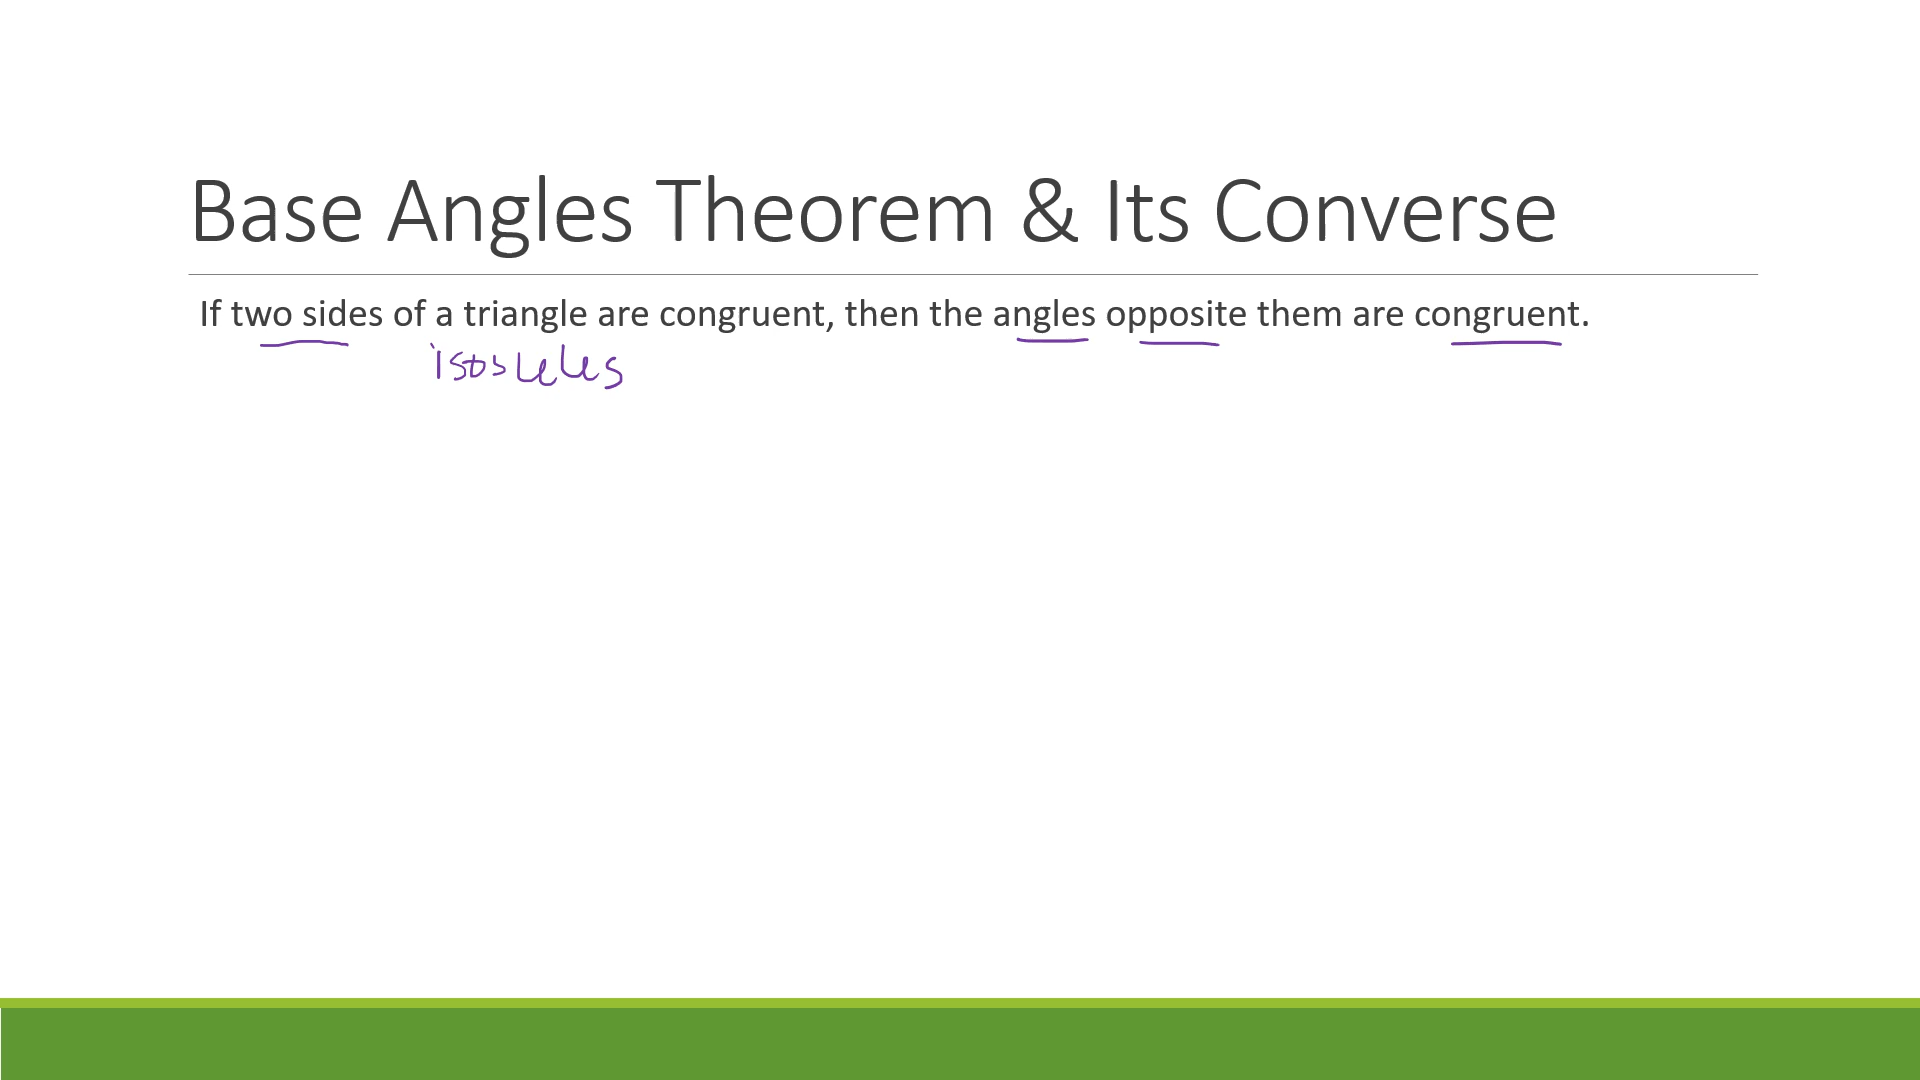 Base Angles Theorem & Its Converse
If two sides of a triangle are congruent, then the angles opposite them are congruent.
isosceles